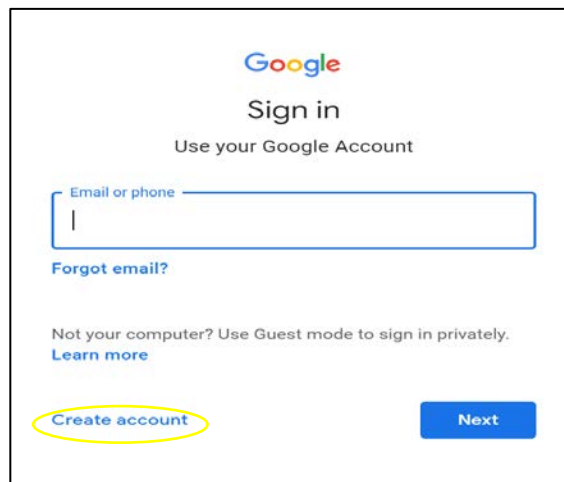 Google
Sign in
Use your Google Account
Email or phone
Forgot email?
Not your computer? Use Guest mode to sign in privately.
Learn more
Create account
Next